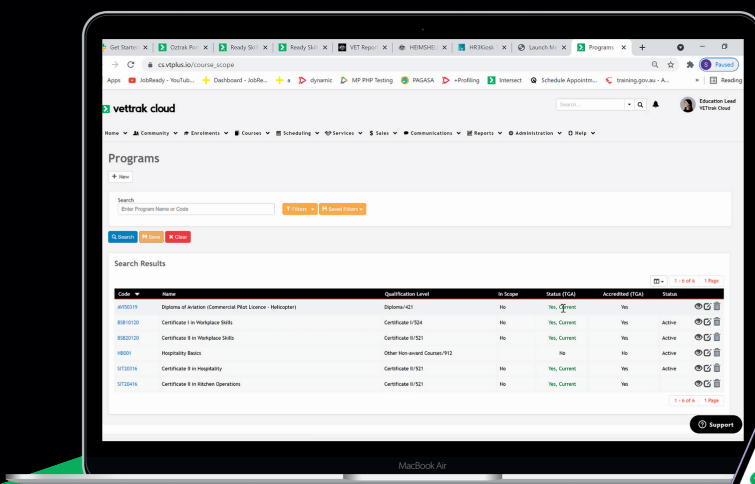 Get Started
Oztrak Por
Ready Skil
Ready Skil
VET Repor
HEIMSHEL
HR3Kiosk
Launch Me
Programs
cs.vtplus.io/course_scope
Paused
Apps
JobReady - YouTub...
Dashboard - JobRe...
a
dynamic
MP PHP Testing
PAGASA
+Profiling
Intersect
Schedule Appointm...
training.gov.au - A...
»
Reading
vettrak cloud
Search...
Education Lead
VETtrak Cloud
Home Community Enrolments Courses Scheduling Services $ Sales Communications Reports Administration Help
Programs
+ New
Search
Enter Program Name or Code
Filters
Saved Filters
Search Save Clear
Search Results
1 - 6 of 6 1 Page
Code Name Qualification Level In Scope Status (TGA) Accredited (TGA) Status
AVI50319 Diploma of Aviation (Commercial Pilot Licence - Helicopter) Diploma/421 No Yes, Current Yes
BSB10120 Certificate I in Workplace Skills Certificate I/524 No Yes, Current Yes Active
BSB20120 Certificate II in Workplace Skills Certificate II/521 No Yes, Current Yes Active
HB001 Hospitality Basics Other Non-award Courses/912 No No Active
SIT20316 Certificate II in Hospitality Certificate II/521 No Yes, Current Yes Active
SIT20416 Certificate II in Kitchen Operations Certificate II/521 No Yes, Current Yes Active
1 - 6 of 6 1 Page
Support
MacBook Air